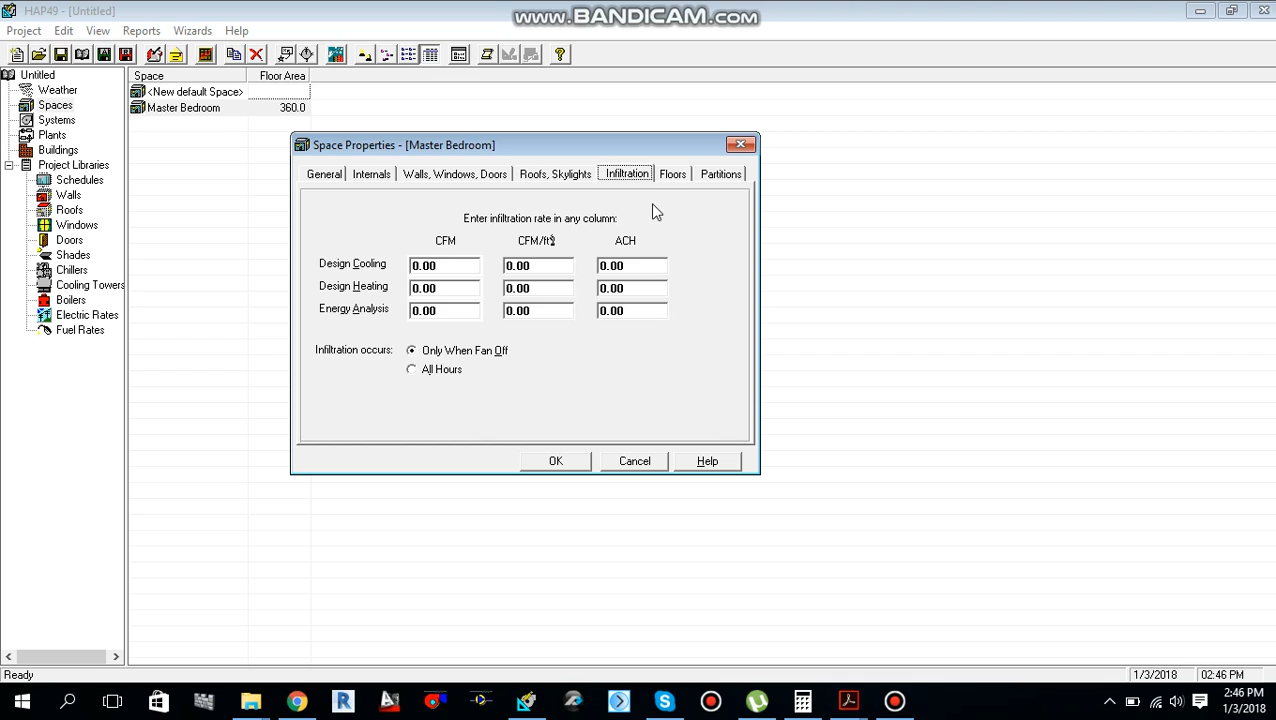 HAP49 - [Untitled]
www.BANDICAM.com
Project Edit View Reports Wizards Help
Untitled
Weather
Spaces
Systems
Plants
Buildings
Project Libraries
Schedules
Walls
Roofs
Windows
Doors
Shades
Chillers
Cooling Towers
Boilers
Electric Rates
Fuel Rates
Space Floor Area
<New default Space>
Master Bedroom 360.0
Space Properties - [Master Bedroom]
General Internals Walls, Windows, Doors Roofs, Skylights Infiltration Floors Partitions
Enter infiltration rate in any column:
CFM CFM/ft² ACH
Design Cooling 0.00 0.00 0.00
Design Heating 0.00 0.00 0.00
Energy Analysis 0.00 0.00 0.00
Infiltration occurs: Only When Fan Off
All Hours
OK Cancel Help
Ready 1/3/2018 02:46 PM
2:46 PM
1/3/2018